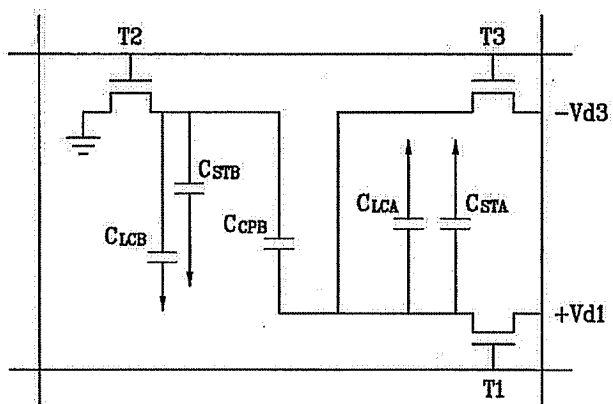 T2
T3
−Vd3
CSTB
CLCB
CCPB
CLCA
CSTA
+Vd1
T1